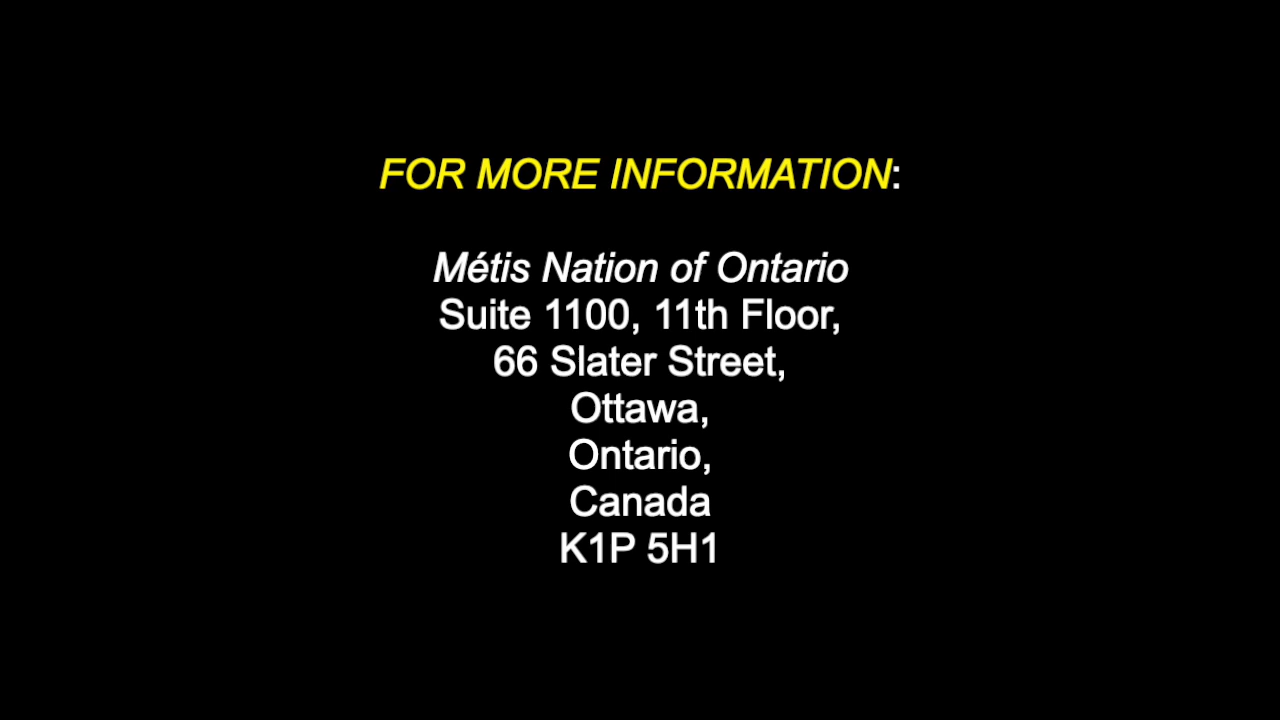 FOR MORE INFORMATION:
Métis Nation of Ontario
Suite 1100, 11th Floor,
66 Slater Street,
Ottawa,
Ontario,
Canada
K1P 5H1